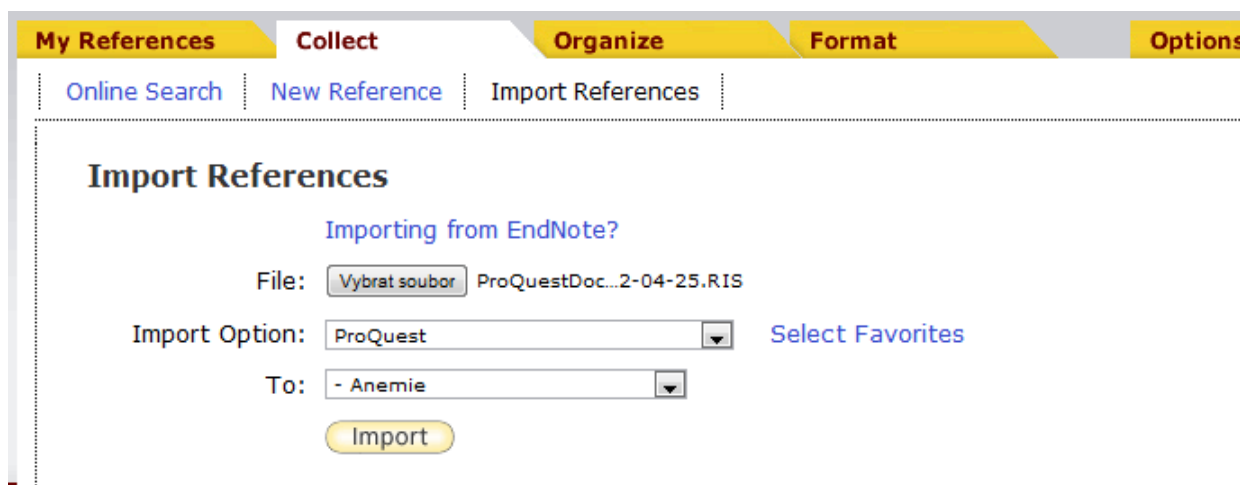 My References Collect Organize Format Options
Online Search New Reference Import References
Import References
Importing from EndNote?
File: Vybrat soubor ProQuestDoc...2-04-25.RIS
Import Option: ProQuest Select Favorites
To: - Anemie
Import